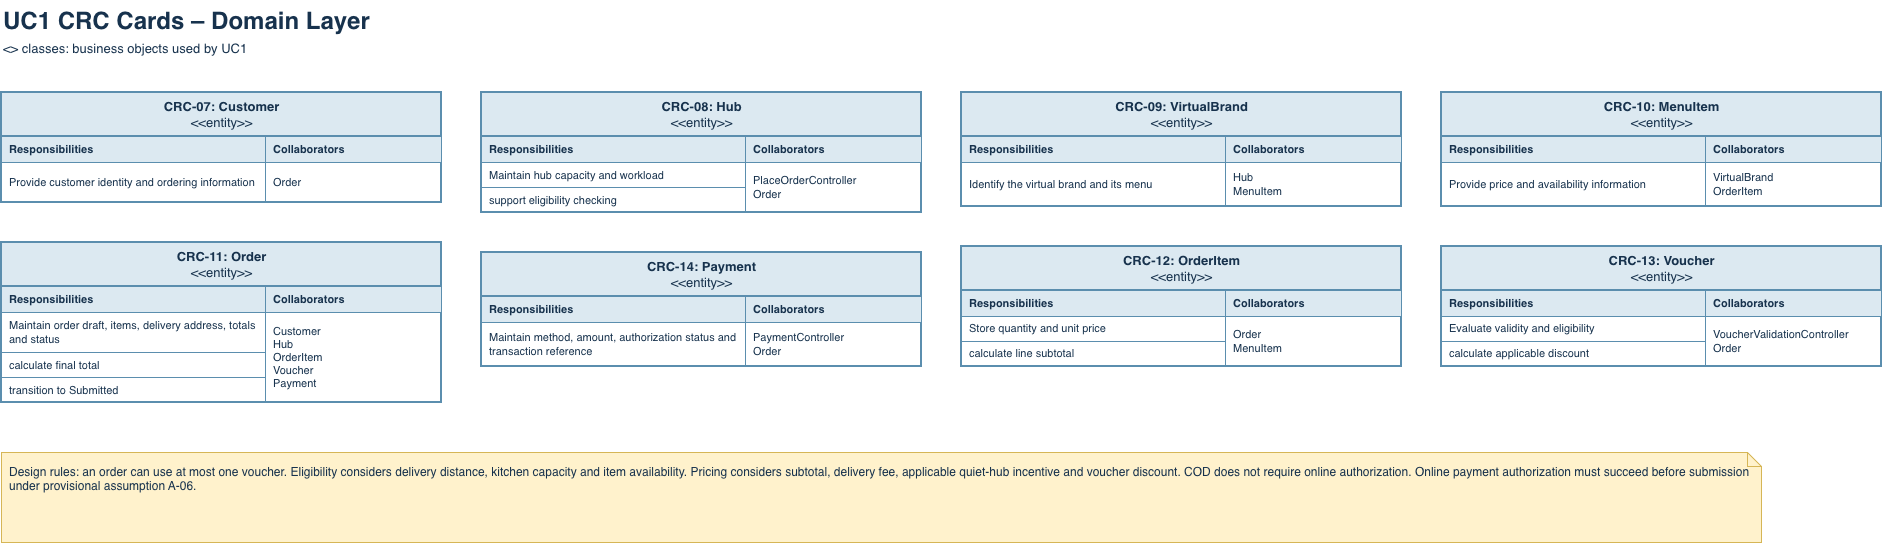 UC1 CRC Cards – Domain Layer
<> classes: business objects used by UC1
CRC-07: Customer
<<entity>>
Responsibilities
Collaborators
Provide customer identity and ordering information
Order
CRC-08: Hub
<<entity>>
Responsibilities
Collaborators
Maintain hub capacity and workload
support eligibility checking
PlaceOrderController
Order
CRC-09: VirtualBrand
<<entity>>
Responsibilities
Collaborators
Identify the virtual brand and its menu
Hub
MenuItem
CRC-10: MenuItem
<<entity>>
Responsibilities
Collaborators
Provide price and availability information
VirtualBrand
OrderItem
CRC-11: Order
<<entity>>
Responsibilities
Collaborators
Maintain order draft, items, delivery address, totals
and status
calculate final total
transition to Submitted
Customer
Hub
OrderItem
Voucher
Payment
CRC-14: Payment
<<entity>>
Responsibilities
Collaborators
Maintain method, amount, authorization status and
transaction reference
PaymentController
Order
CRC-12: OrderItem
<<entity>>
Responsibilities
Collaborators
Store quantity and unit price
calculate line subtotal
Order
MenuItem
CRC-13: Voucher
<<entity>>
Responsibilities
Collaborators
Evaluate validity and eligibility
calculate applicable discount
VoucherValidationController
Order
Design rules: an order can use at most one voucher. Eligibility considers delivery distance, kitchen capacity and item availability. Pricing considers subtotal, delivery fee, applicable quiet-hub incentive and voucher discount. COD does not require online authorization. Online payment authorization must succeed before submission
under provisional assumption A-06.